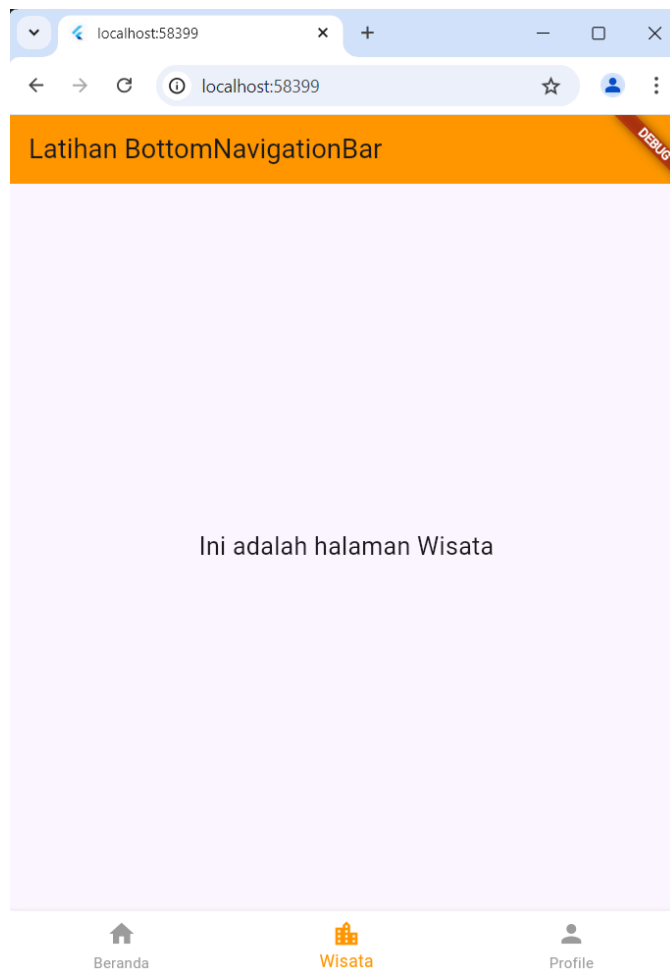 localhost:58399
localhost:58399
Latihan BottomNavigationBar
DEBUG
Ini adalah halaman Wisata
Beranda
Wisata
Profile